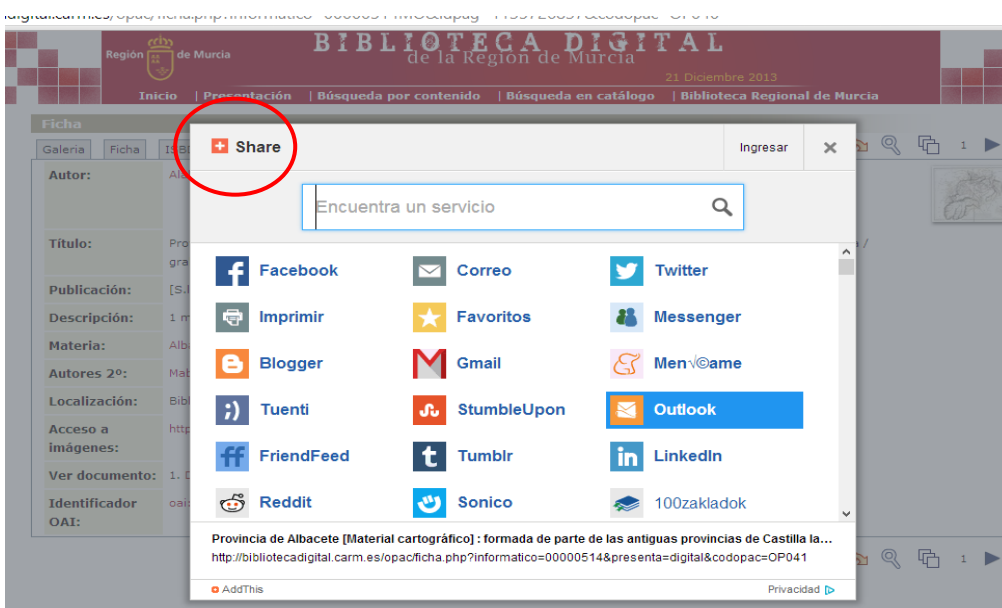 Región de Murcia
BIBLIOTECA DIGITAL
de la Región de Murcia
21 Diciembre 2013
Inicio | Presentación | Búsqueda por contenido | Búsqueda en catálogo | Biblioteca Regional de Murcia
Ficha
Galeria Ficha 1
Share Ingresar
Encuentra un servicio
Autor:
Título:
Publicación:
Descripción:
Materia:
Autores 2º:
Localización:
Acceso a
imágenes:
Ver documento: 1.
Identificador
OAI:
Facebook Correo Twitter
Imprimir Favoritos Messenger
Blogger Gmail Men√©ame
Tuenti StumbleUpon Outlook
FriendFeed Tumblr LinkedIn
Reddit Sonico 100zakladok
Provincia de Albacete [Material cartográfico] : formada de parte de las antiguas provincias de Castilla la...
http://bibliotecadigital.carm.es/opac/ficha.php?informatico=00000514&presenta=digital&codopac=OP041
AddThis Privacidad
1